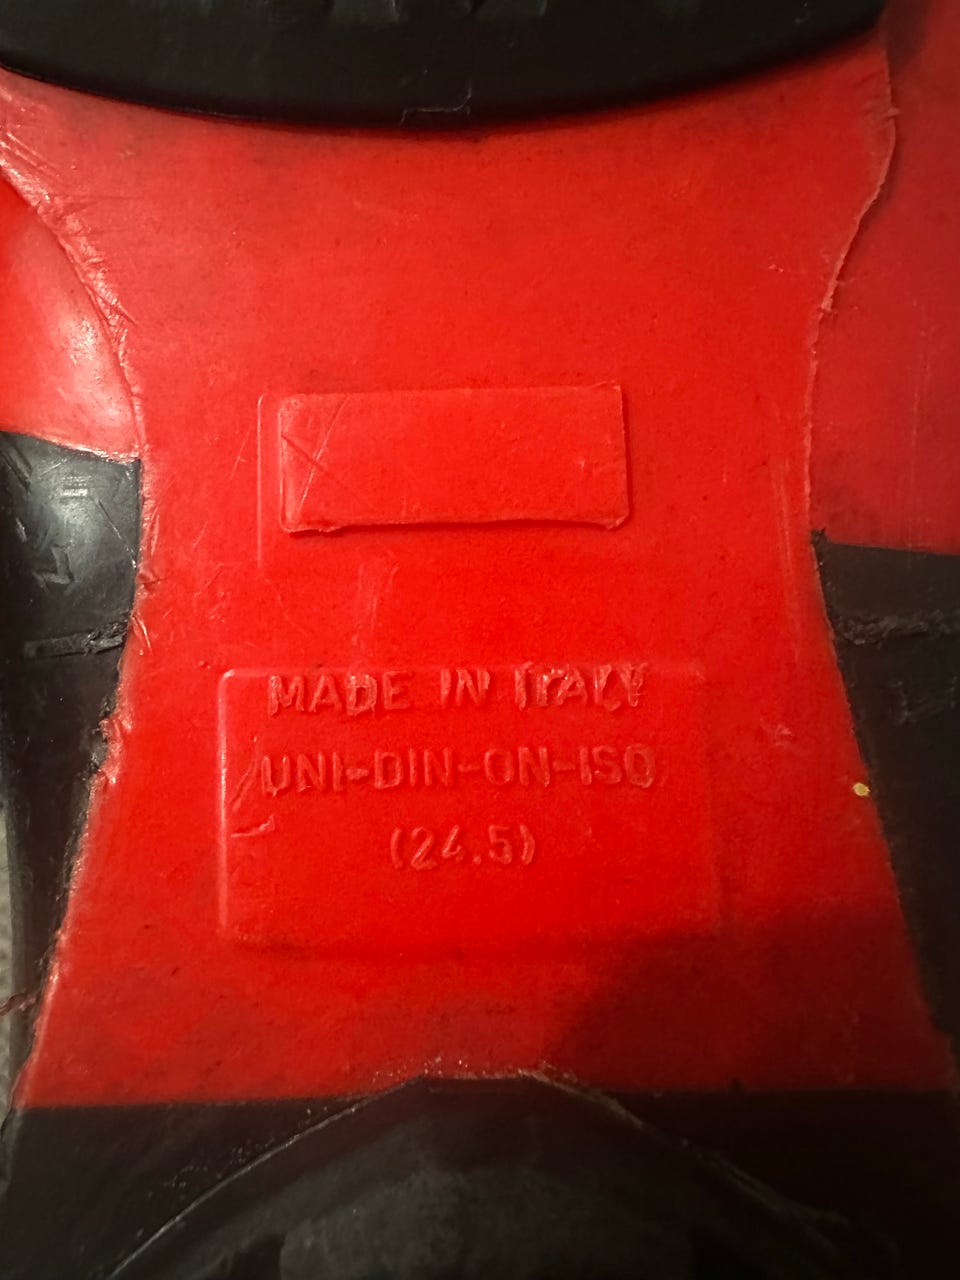 MADE IN ITALY
UNI-DIN-ON-ISO
(24.5)